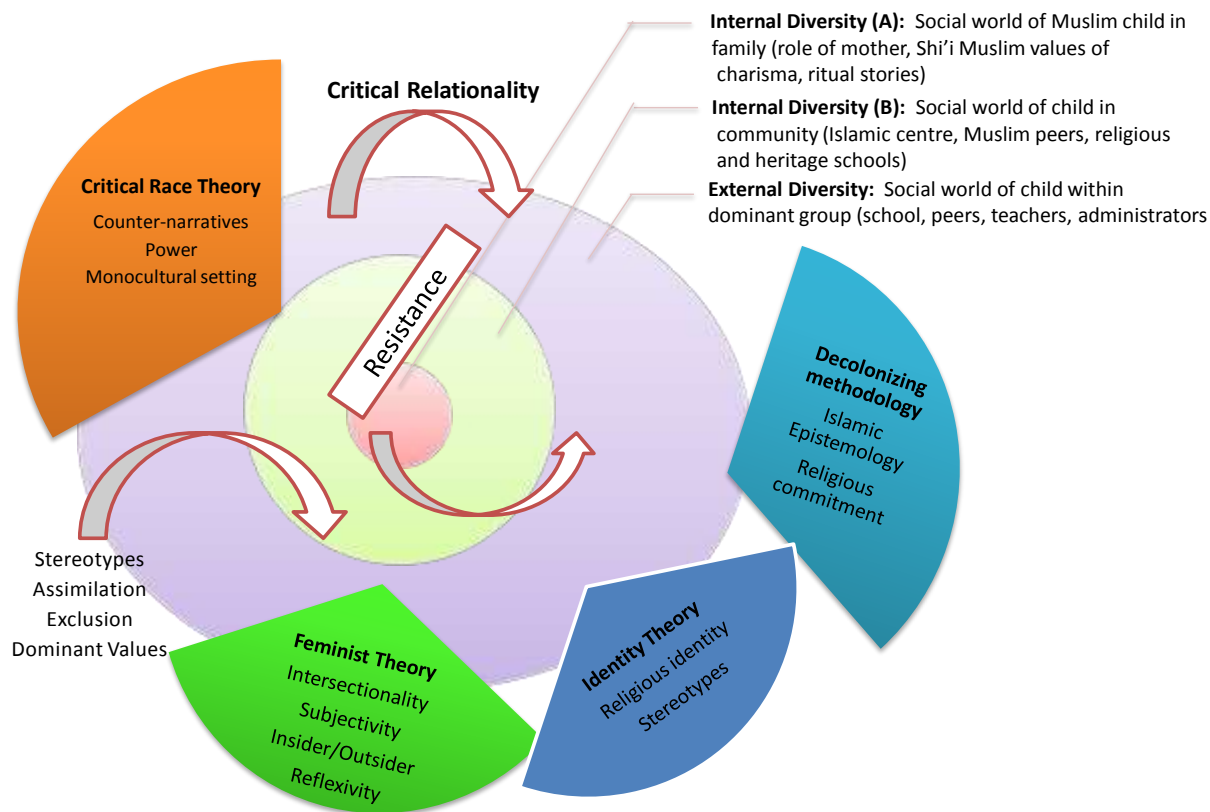 Internal Diversity (A): Social world of Muslim child in
family (role of mother, Shi'i Muslim values of
charisma, ritual stories)
Internal Diversity (B): Social world of child in
community (Islamic centre, Muslim peers, religious
and heritage schools)
External Diversity: Social world of child within
dominant group (school, peers, teachers, administrators
Critical Relationality
Critical Race Theory
Counter-narratives
Power
Monocultural setting
Resistance
Decolonizing
methodology
Islamic
Epistemology
Religious
commitment
Stereotypes
Assimilation
Exclusion
Dominant Values
Feminist Theory
Intersectionality
Subjectivity
Insider/Outsider
Reflexivity
Identity Theory
Religious identity
Stereotypes